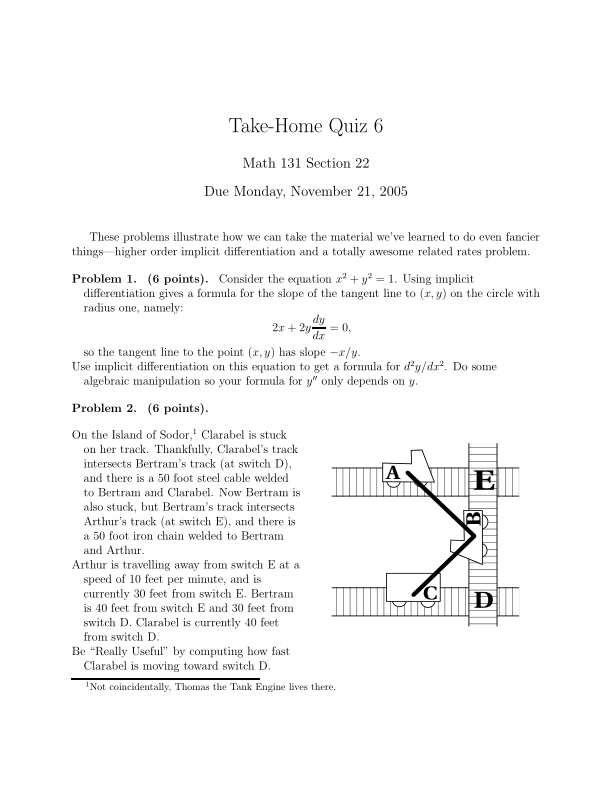 Take-Home Quiz 6
Math 131 Section 22
Due Monday, November 21, 2005
These problems illustrate how we can take the material we've learned to do even fancier
things—higher order implicit differentiation and a totally awesome related rates problem.
Problem 1. (6 points). Consider the equation x² + y² = 1. Using implicit
differentiation gives a formula for the slope of the tangent line to (x, y) on the circle with
radius one, namely:
2x + 2y dy/dx = 0,
so the tangent line to the point (x, y) has slope −x/y.
Use implicit differentiation on this equation to get a formula for d²y/dx². Do some
algebraic manipulation so your formula for y″ only depends on y.
Problem 2. (6 points).
On the Island of Sodor,¹ Clarabel is stuck
on her track. Thankfully, Clarabel's track
intersects Bertram's track (at switch D),
and there is a 50 foot steel cable welded
to Bertram and Clarabel. Now Bertram is
also stuck, but Bertram's track intersects
Arthur's track (at switch E), and there is
a 50 foot iron chain welded to Bertram
and Arthur.
Arthur is travelling away from switch E at a
speed of 10 feet per minute, and is
currently 30 feet from switch E. Bertram
is 40 feet from switch E and 30 feet from
switch D. Clarabel is currently 40 feet
from switch D.
Be “Really Useful” by computing how fast
Clarabel is moving toward switch D.
A
E
B
C
D
¹Not coincidentally, Thomas the Tank Engine lives there.